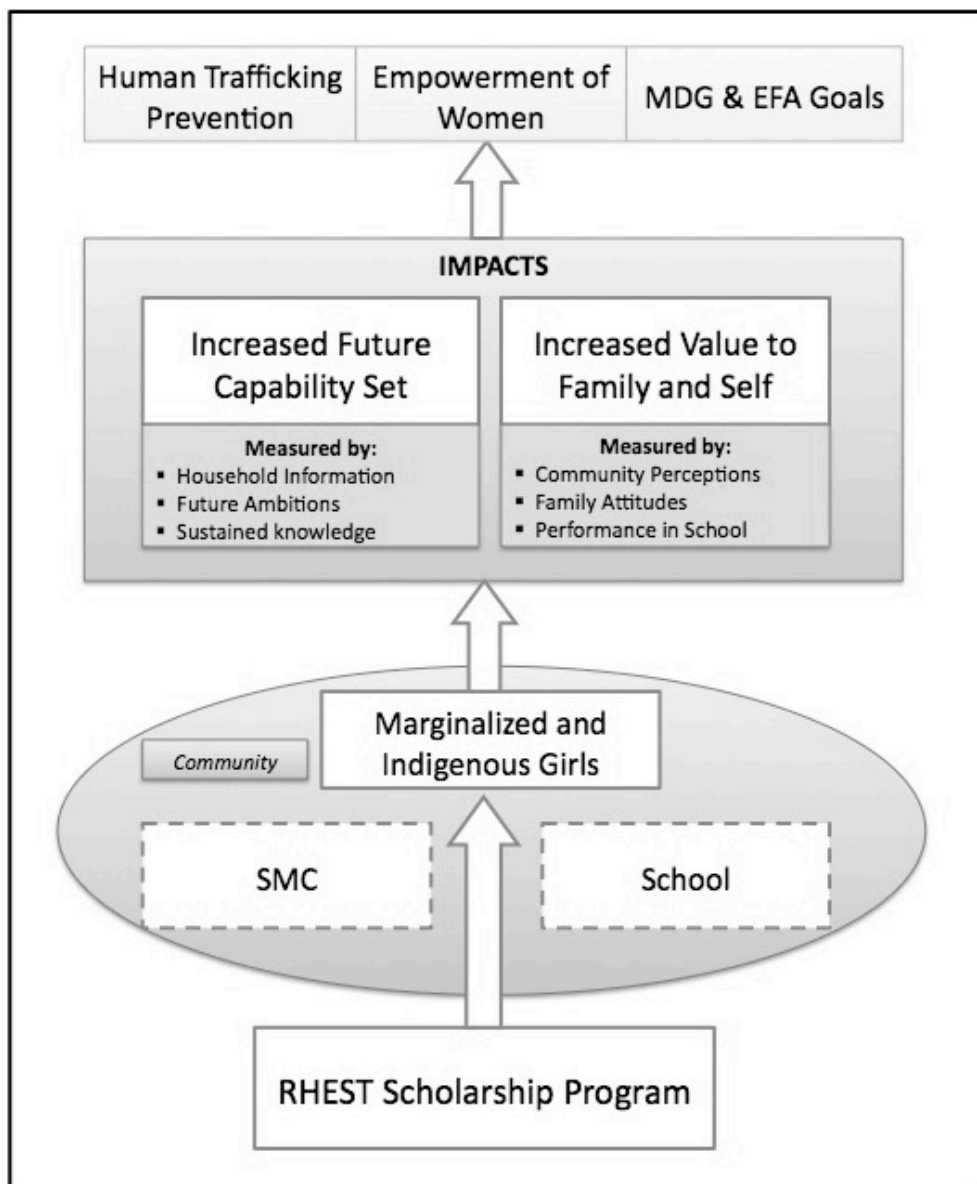 Human Trafficking
Prevention
Empowerment of
Women
MDG & EFA Goals
IMPACTS
Increased Future
Capability Set
Measured by:
▪ Household Information
▪ Future Ambitions
▪ Sustained knowledge
Increased Value to
Family and Self
Measured by:
▪ Community Perceptions
▪ Family Attitudes
▪ Performance in School
Marginalized and
Indigenous Girls
Community
SMC
School
RHEST Scholarship Program